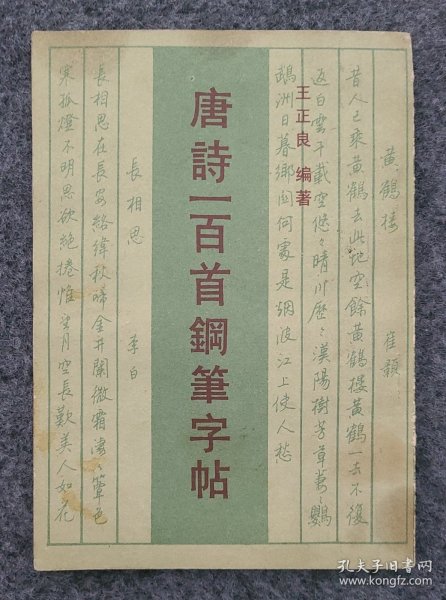 黄鶴樓 崔顥
昔人已乘黃鶴去此地空餘黃鶴樓黃鶴一去不復
返白雲千載空悠々晴川歷々漢陽樹芳草萋々鸚
鵡洲日暮鄉関何處是烟波江上使人愁
王正良 编著
唐詩一百首鋼筆字帖
長相思 李白
長相思在長安絡緯秋啼金井闌微霜凄々簟色
寒孤燈不明思欲絕捲帷望月空長歎美人如花
孔夫子旧书网
www.kongfz.com